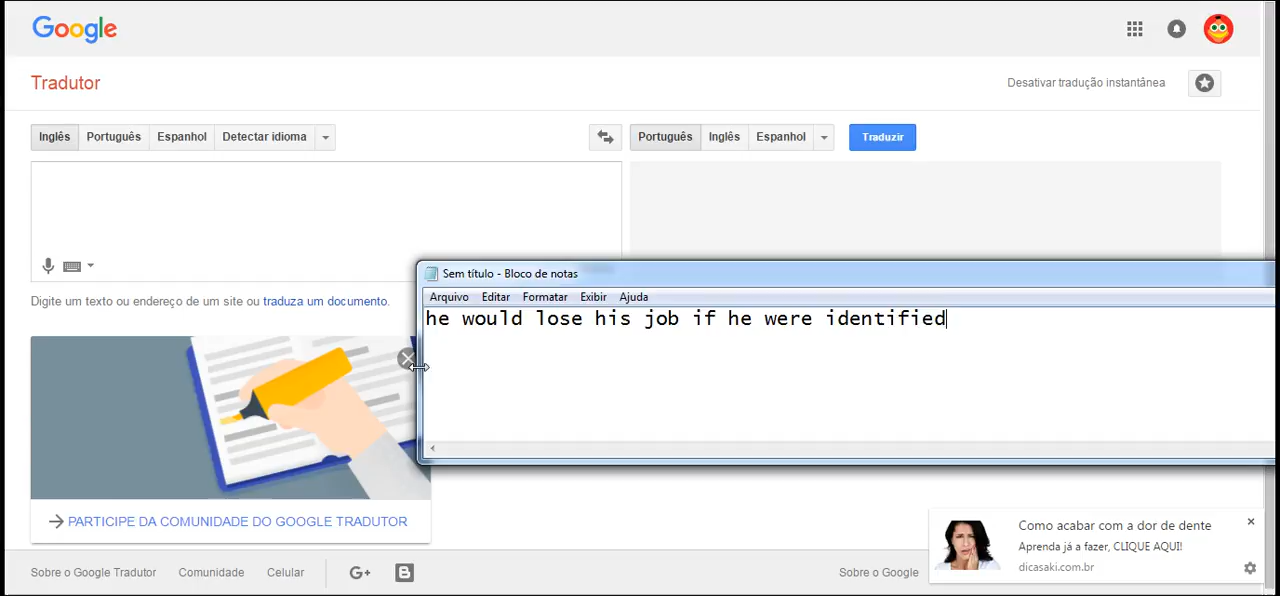 Google
Tradutor
Desativar tradução instantânea
Inglês Português Espanhol Detectar idioma
Português Inglês Espanhol Traduzir
Digite um texto ou endereço de um site ou traduza um documento.
Sem título - Bloco de notas
Arquivo Editar Formatar Exibir Ajuda
he would lose his job if he were identified
PARTICIPE DA COMUNIDADE DO GOOGLE TRADUTOR
Como acabar com a dor de dente
Aprenda já a fazer, CLIQUE AQUI!
dicasaki.com.br
Sobre o Google Tradutor Comunidade Celular G+ B Sobre o Google